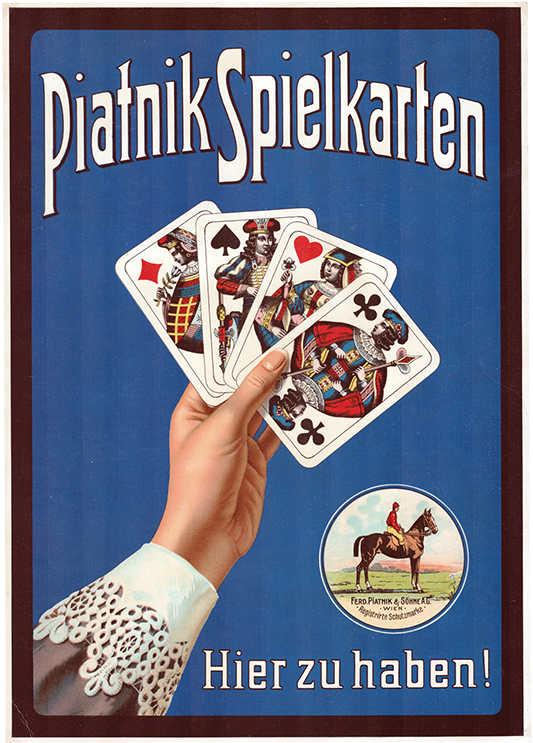 Piatnik Spielkarten
FERD. PIATNIK & SÖHNE A.G.
• WIEN •
Registrirte Schutzmarke
Hier zu haben!